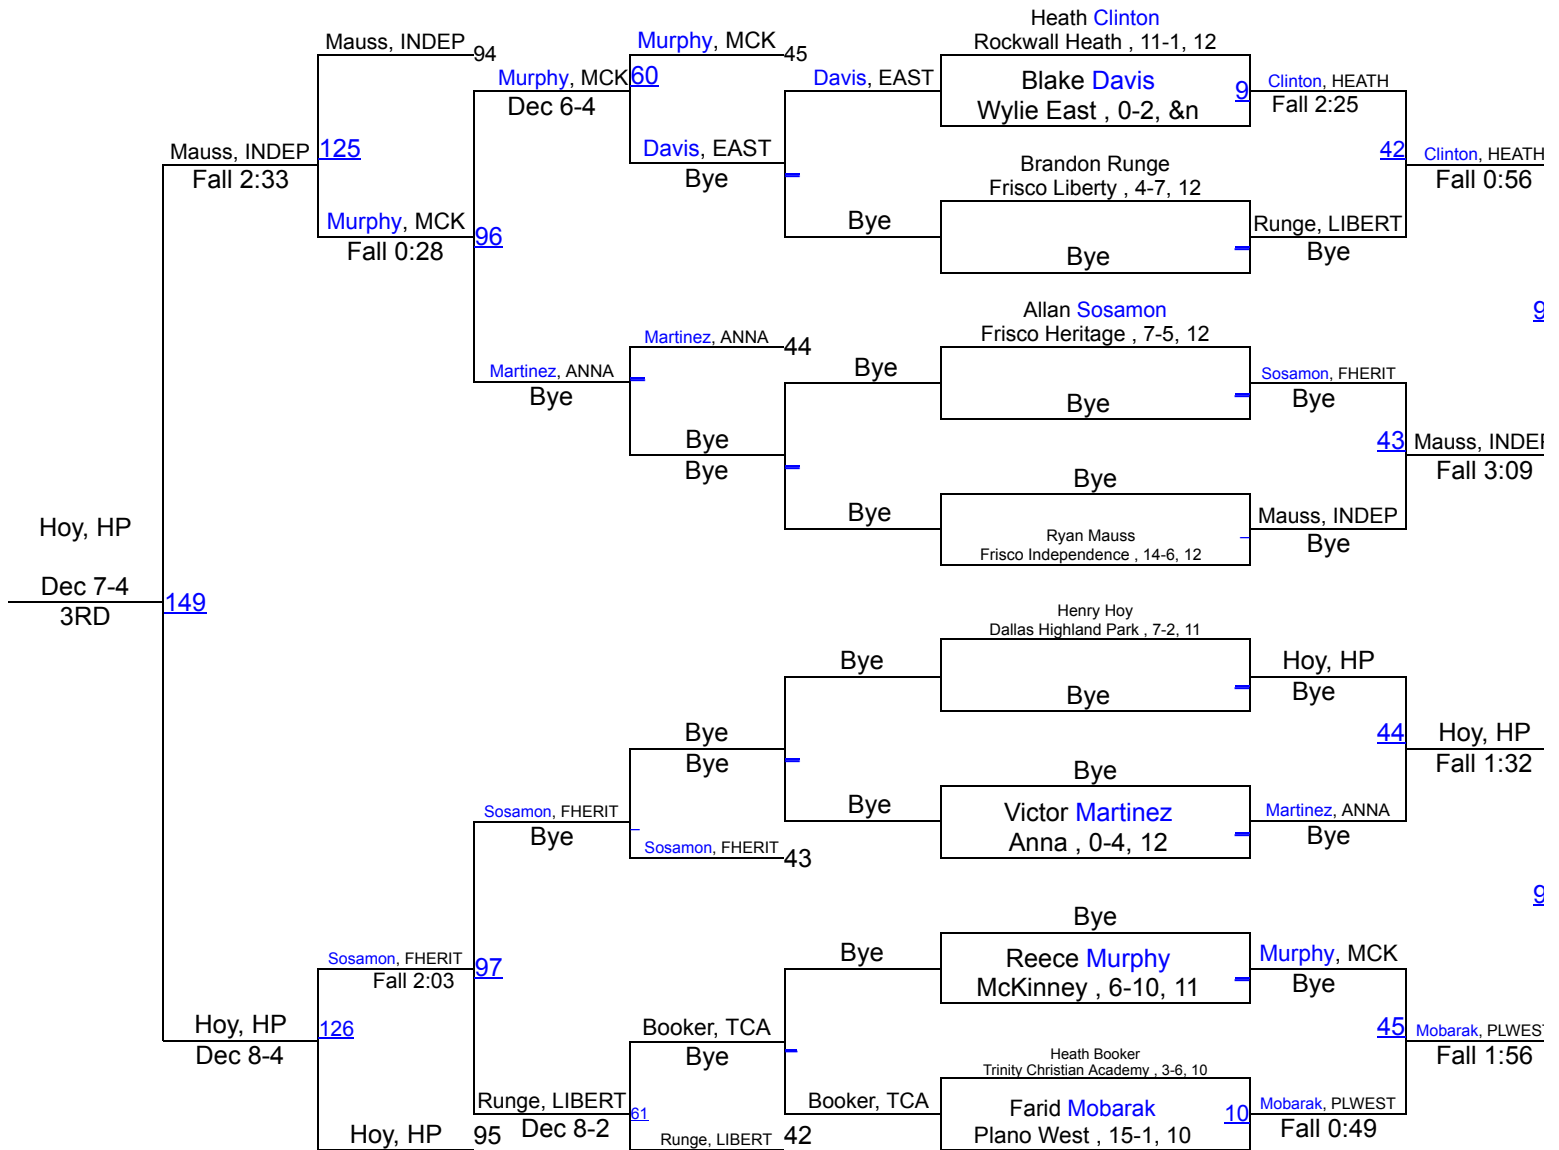 Heath Clinton
Mauss, INDEP
94
Murphy, MCK
45
Rockwall Heath , 11-1, 12
Murphy, MCK
60
Davis, EAST
Blake Davis
9
Clinton, HEATH
Dec 6-4
Wylie East , 0-2, &n
Fall 2:25
Mauss, INDEP
125
Davis, EAST
42
Clinton, HEATH
Fall 2:33
Bye
Brandon Runge
Fall 0:56
Frisco Liberty , 4-7, 12
Murphy, MCK
96
Bye
Runge, LIBERT
Fall 0:28
Bye
Bye
Allan Sosamon
9
Martinez, ANNA
44
Frisco Heritage , 7-5, 12
Martinez, ANNA
Bye
Sosamon, FHERIT
Bye
Bye
Bye
Bye
43
Mauss, INDEP
Bye
Fall 3:09
Bye
Bye
Mauss, INDEP
Hoy, HP
Ryan Mauss
Bye
Frisco Independence , 14-6, 12
Dec 7-4
149
3RD
Henry Hoy
Dallas Highland Park , 7-2, 11
Bye
Hoy, HP
Bye
Bye
Bye
44
Hoy, HP
Bye
Fall 1:32
Bye
Sosamon, FHERIT
Bye
Victor Martinez
Martinez, ANNA
Bye
Anna , 0-4, 12
Bye
Sosamon, FHERIT
43
9
Bye
Sosamon, FHERIT
97
Bye
Reece Murphy
Murphy, MCK
Fall 2:03
McKinney , 6-10, 11
Bye
Hoy, HP
126
Booker, TCA
45
Mobarak, PLWEST
Dec 8-4
Bye
Heath Booker
Fall 1:56
Trinity Christian Academy , 3-6, 10
Runge, LIBERT
61
Booker, TCA
Farid Mobarak
10
Mobarak, PLWEST
Hoy, HP
95
Dec 8-2
Runge, LIBERT
42
Plano West , 15-1, 10
Fall 0:49